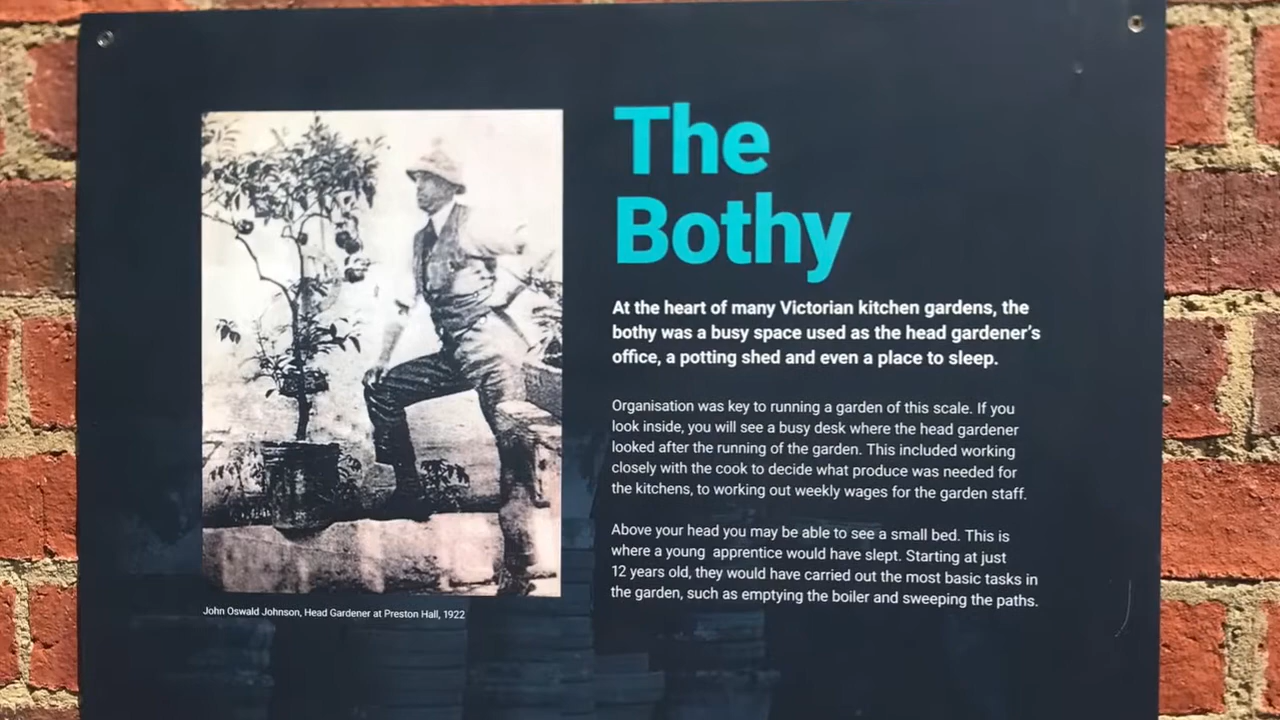 The
Bothy
At the heart of many Victorian kitchen gardens, the
bothy was a busy space used as the head gardener's
office, a potting shed and even a place to sleep.
Organisation was key to running a garden of this scale. If you
look inside, you will see a busy desk where the head gardener
looked after the running of the garden. This included working
closely with the cook to decide what produce was needed for
the kitchens, to working out weekly wages for the garden staff.
Above your head you may be able to see a small bed. This is
where a young  apprentice would have slept. Starting at just
12 years old, they would have carried out the most basic tasks in
the garden, such as emptying the boiler and sweeping the paths.
John Oswald Johnson, Head Gardener at Preston Hall, 1922